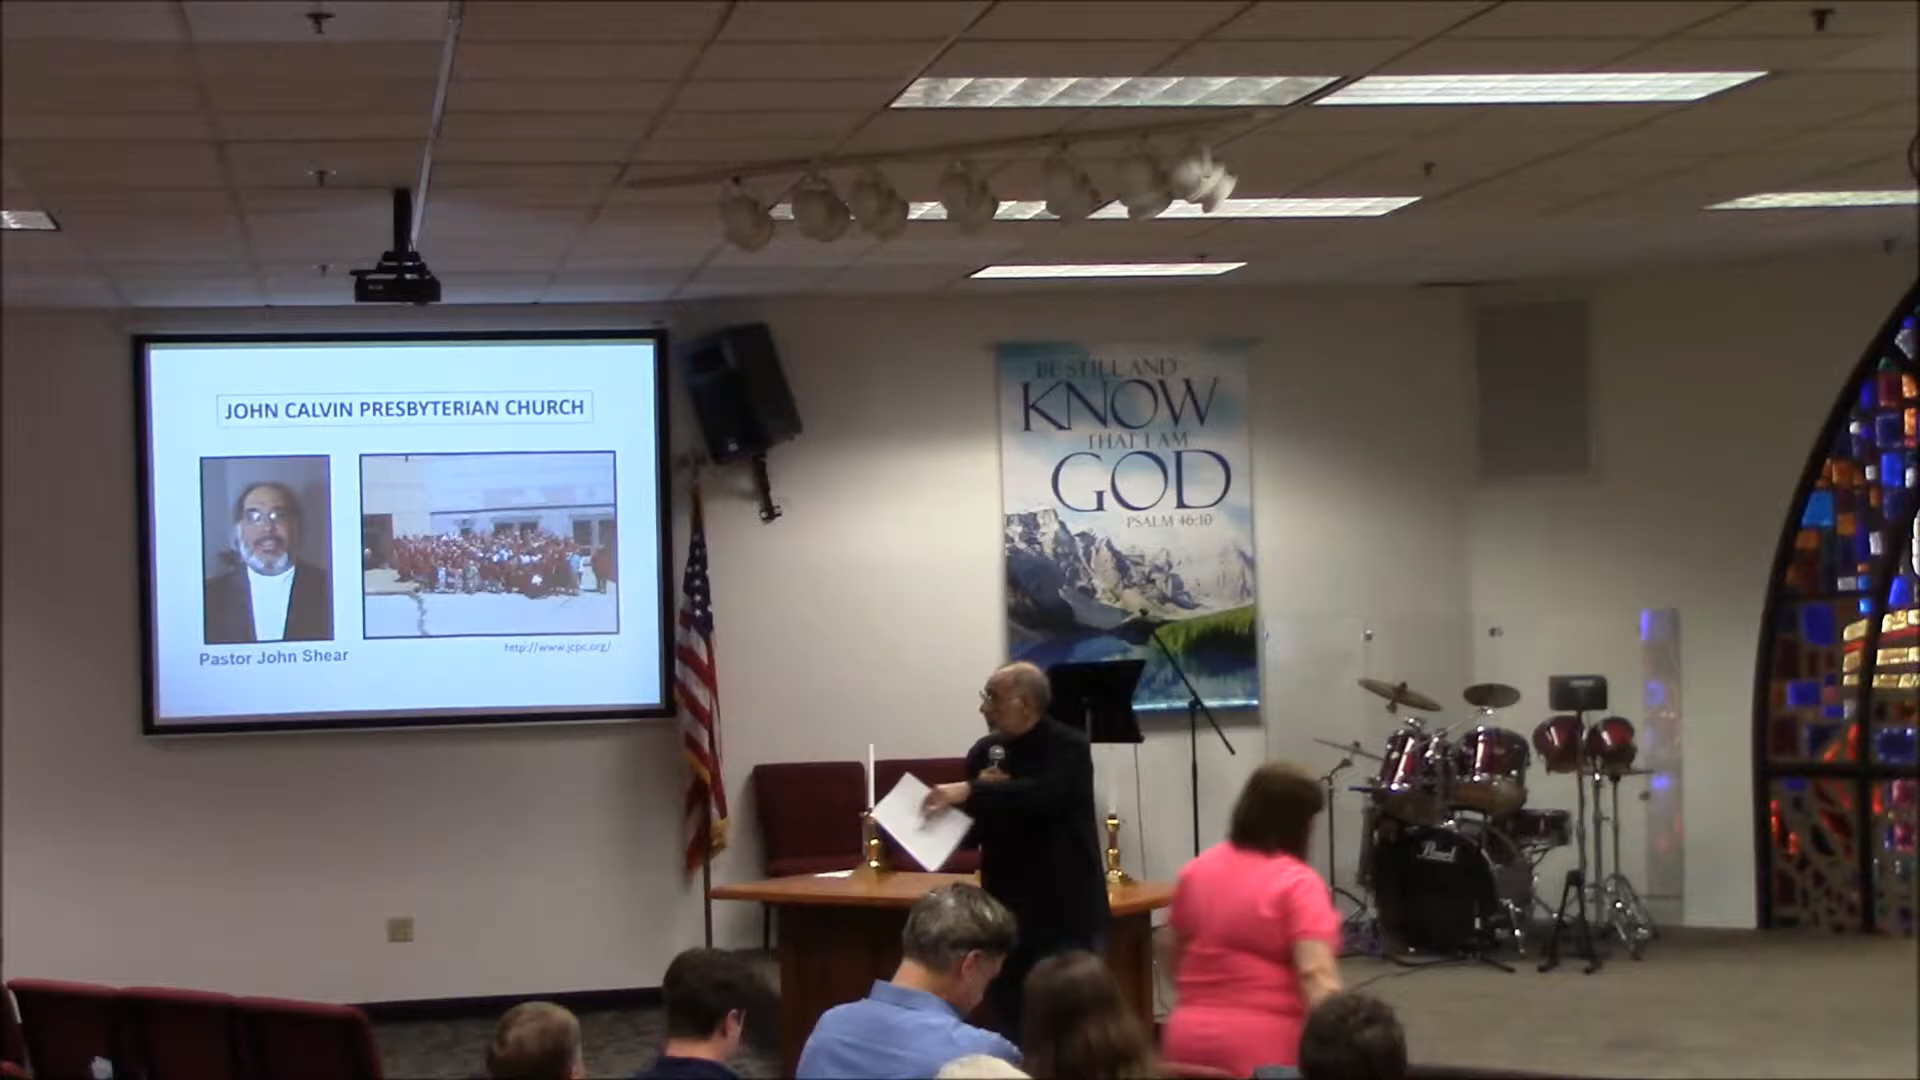 JOHN CALVIN PRESBYTERIAN CHURCH
Pastor John Shear
http://www.jcpc.org/
BE STILL AND
KNOW
THAT I AM
GOD
PSALM 46:10
Pearl